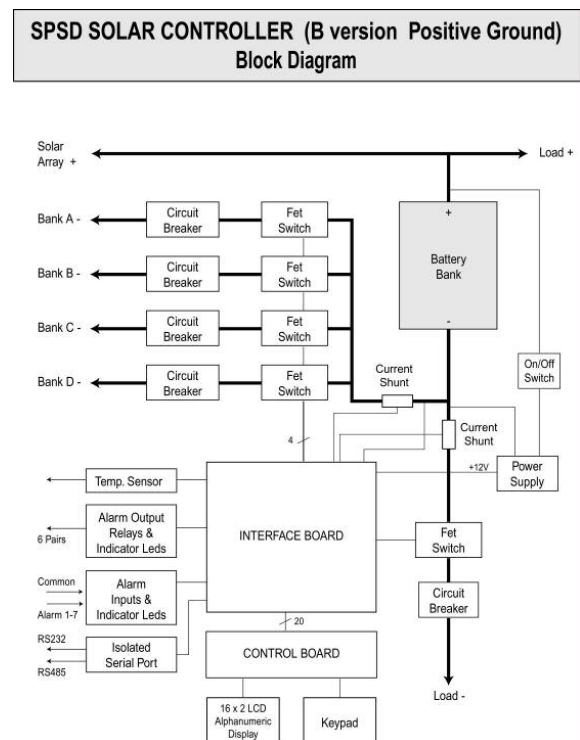 SPSD SOLAR CONTROLLER (B version Positive Ground)
Block Diagram
Solar
Array +
Load +
Bank A -
Circuit
Breaker
Fet
Switch
+
Battery
Bank
-
Bank B -
Circuit
Breaker
Fet
Switch
Bank C -
Circuit
Breaker
Fet
Switch
Bank D -
Circuit
Breaker
Fet
Switch
Current
Shunt
On/Off
Switch
Current
Shunt
4
+12V
Power
Supply
Temp. Sensor
Alarm Output
Relays &
Indicator Leds
6 Pairs
INTERFACE BOARD
Fet
Switch
Common
Alarm 1-7
Alarm
Inputs &
Indicator Leds
Circuit
Breaker
RS232
RS485
Isolated
Serial Port
20
CONTROL BOARD
Load -
16 x 2 LCD
Alphanumeric
Display
Keypad